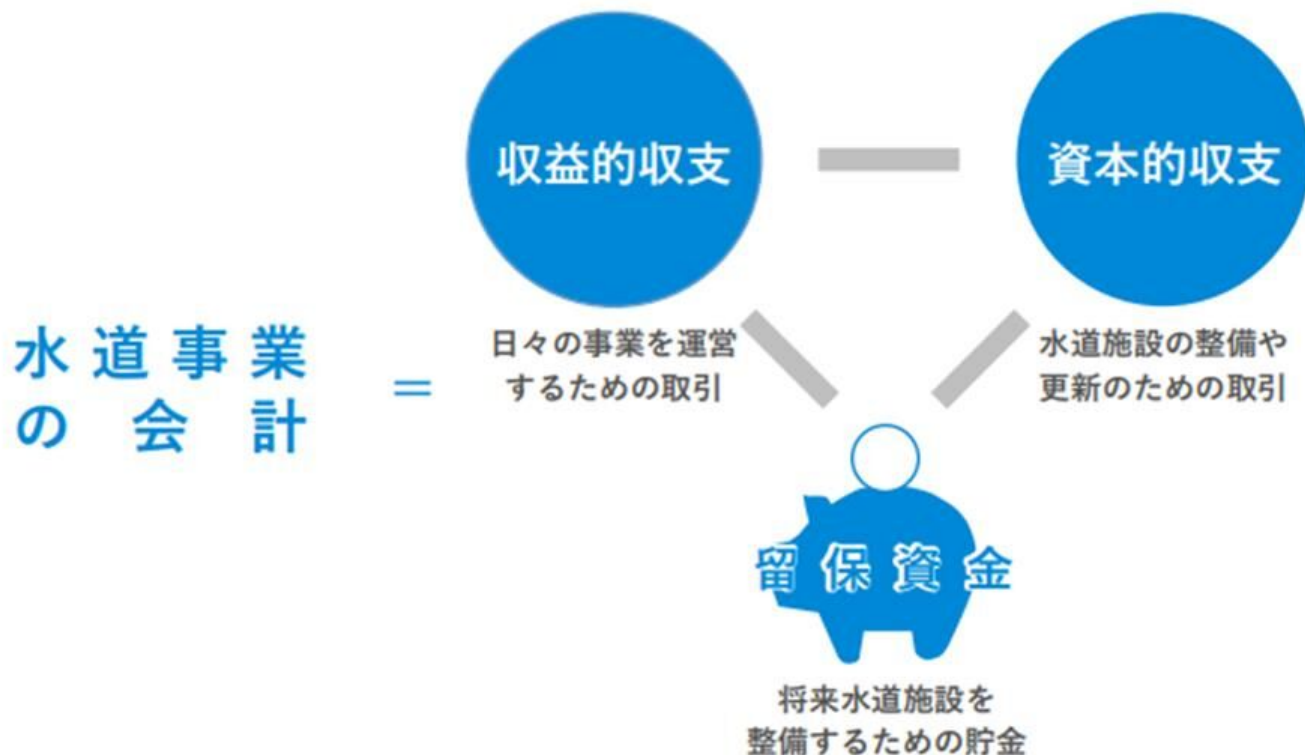 収益的収支
資本的収支
日々の事業を運営
するための取引
水道施設の整備や
更新のための取引
水道事業
の会計
=
留保資金
将来水道施設を
整備するための貯金